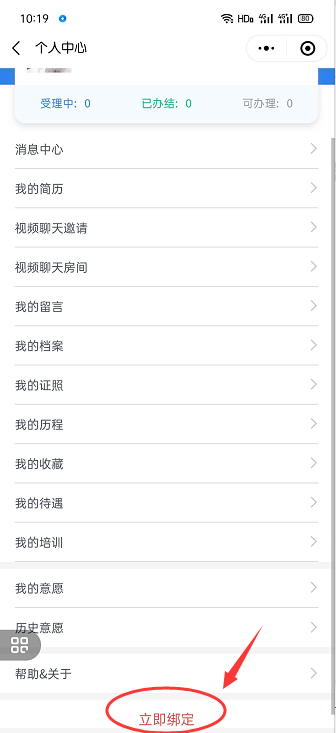 10:19 HD 80
个人中心
受理中：0 已办结：0 可办理：0
消息中心
我的简历
视频聊天邀请
视频聊天房间
我的留言
我的档案
我的证照
我的历程
我的收藏
我的待遇
我的培训
我的意愿
历史意愿
帮助&关于
立即绑定